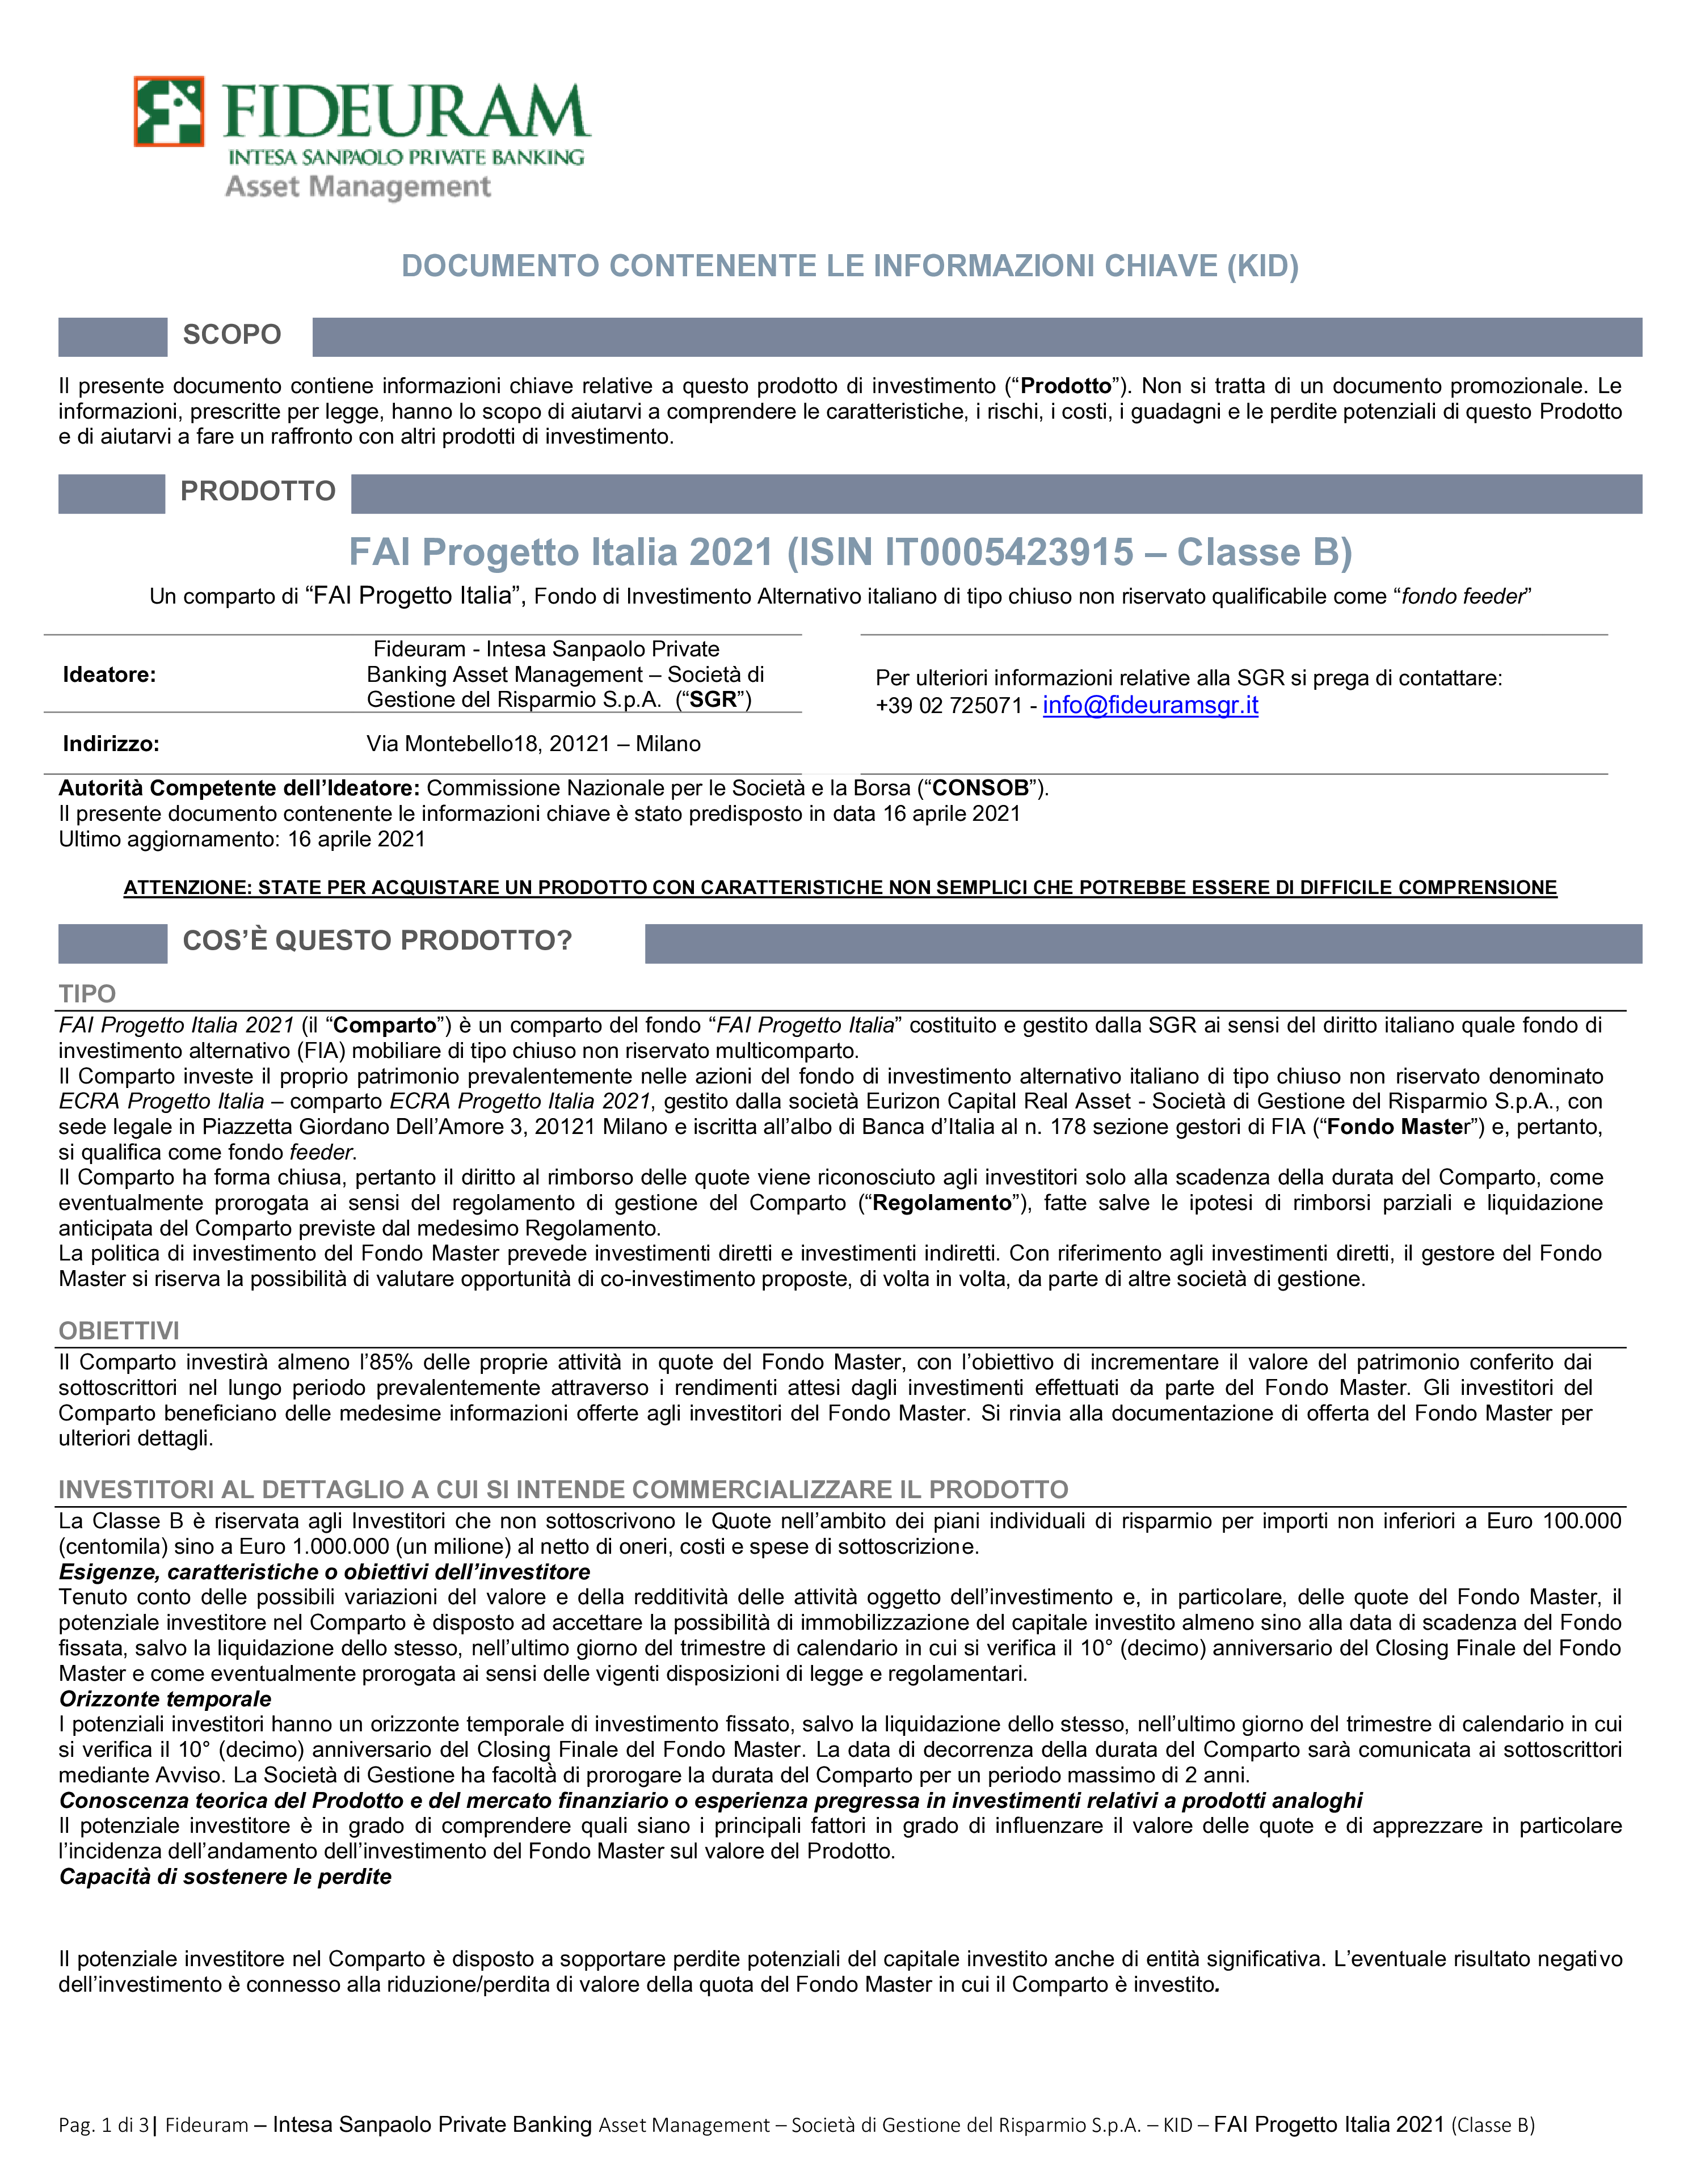 FIDEURAM
INTESA SANPAOLO PRIVATE BANKING
Asset Management
DOCUMENTO CONTENENTE LE INFORMAZIONI CHIAVE (KID)
SCOPO
Il presente documento contiene informazioni chiave relative a questo prodotto di investimento (“Prodotto”). Non si tratta di un documento promozionale. Le
informazioni, prescritte per legge, hanno lo scopo di aiutarvi a comprendere le caratteristiche, i rischi, i costi, i guadagni e le perdite potenziali di questo Prodotto
e di aiutarvi a fare un raffronto con altri prodotti di investimento.
PRODOTTO
FAI Progetto Italia 2021 (ISIN IT0005423915 – Classe B)
Un comparto di “FAI Progetto Italia”, Fondo di Investimento Alternativo italiano di tipo chiuso non riservato qualificabile come “fondo feeder”
Ideatore:
Fideuram - Intesa Sanpaolo Private
Banking Asset Management – Società di
Gestione del Risparmio S.p.A. (“SGR”)
Indirizzo:
Via Montebello18, 20121 – Milano
Per ulteriori informazioni relative alla SGR si prega di contattare:
+39 02 725071 - info@fideuramsgr.it
Autorità Competente dell’Ideatore: Commissione Nazionale per le Società e la Borsa (“CONSOB”).
Il presente documento contenente le informazioni chiave è stato predisposto in data 16 aprile 2021
Ultimo aggiornamento: 16 aprile 2021
ATTENZIONE: STATE PER ACQUISTARE UN PRODOTTO CON CARATTERISTICHE NON SEMPLICI CHE POTREBBE ESSERE DI DIFFICILE COMPRENSIONE
COS’È QUESTO PRODOTTO?
TIPO
FAI Progetto Italia 2021 (il “Comparto”) è un comparto del fondo “FAI Progetto Italia” costituito e gestito dalla SGR ai sensi del diritto italiano quale fondo di
investimento alternativo (FIA) mobiliare di tipo chiuso non riservato multicomparto.
Il Comparto investe il proprio patrimonio prevalentemente nelle azioni del fondo di investimento alternativo italiano di tipo chiuso non riservato denominato
ECRA Progetto Italia – comparto ECRA Progetto Italia 2021, gestito dalla società Eurizon Capital Real Asset - Società di Gestione del Risparmio S.p.A., con
sede legale in Piazzetta Giordano Dell’Amore 3, 20121 Milano e iscritta all’albo di Banca d’Italia al n. 178 sezione gestori di FIA (“Fondo Master”) e, pertanto,
si qualifica come fondo feeder.
Il Comparto ha forma chiusa, pertanto il diritto al rimborso delle quote viene riconosciuto agli investitori solo alla scadenza della durata del Comparto, come
eventualmente prorogata ai sensi del regolamento di gestione del Comparto (“Regolamento”), fatte salve le ipotesi di rimborsi parziali e liquidazione
anticipata del Comparto previste dal medesimo Regolamento.
La politica di investimento del Fondo Master prevede investimenti diretti e investimenti indiretti. Con riferimento agli investimenti diretti, il gestore del Fondo
Master si riserva la possibilità di valutare opportunità di co-investimento proposte, di volta in volta, da parte di altre società di gestione.
OBIETTIVI
Il Comparto investirà almeno l’85% delle proprie attività in quote del Fondo Master, con l’obiettivo di incrementare il valore del patrimonio conferito dai
sottoscrittori nel lungo periodo prevalentemente attraverso i rendimenti attesi dagli investimenti effettuati da parte del Fondo Master. Gli investitori del
Comparto beneficiano delle medesime informazioni offerte agli investitori del Fondo Master. Si rinvia alla documentazione di offerta del Fondo Master per
ulteriori dettagli.
INVESTITORI AL DETTAGLIO A CUI SI INTENDE COMMERCIALIZZARE IL PRODOTTO
La Classe B è riservata agli Investitori che non sottoscrivono le Quote nell’ambito dei piani individuali di risparmio per importi non inferiori a Euro 100.000
(centomila) sino a Euro 1.000.000 (un milione) al netto di oneri, costi e spese di sottoscrizione.
Esigenze, caratteristiche o obiettivi dell’investitore
Tenuto conto delle possibili variazioni del valore e della redditività delle attività oggetto dell’investimento e, in particolare, delle quote del Fondo Master, il
potenziale investitore nel Comparto è disposto ad accettare la possibilità di immobilizzazione del capitale investito almeno sino alla data di scadenza del Fondo
fissata, salvo la liquidazione dello stesso, nell’ultimo giorno del trimestre di calendario in cui si verifica il 10° (decimo) anniversario del Closing Finale del Fondo
Master e come eventualmente prorogata ai sensi delle vigenti disposizioni di legge e regolamentari.
Orizzonte temporale
I potenziali investitori hanno un orizzonte temporale di investimento fissato, salvo la liquidazione dello stesso, nell’ultimo giorno del trimestre di calendario in cui
si verifica il 10° (decimo) anniversario del Closing Finale del Fondo Master. La data di decorrenza della durata del Comparto sarà comunicata ai sottoscrittori
mediante Avviso. La Società di Gestione ha facoltà di prorogare la durata del Comparto per un periodo massimo di 2 anni.
Conoscenza teorica del Prodotto e del mercato finanziario o esperienza pregressa in investimenti relativi a prodotti analoghi
Il potenziale investitore è in grado di comprendere quali siano i principali fattori in grado di influenzare il valore delle quote e di apprezzare in particolare
l’incidenza dell’andamento dell’investimento del Fondo Master sul valore del Prodotto.
Capacità di sostenere le perdite
Il potenziale investitore nel Comparto è disposto a sopportare perdite potenziali del capitale investito anche di entità significativa. L’eventuale risultato negativo
dell’investimento è connesso alla riduzione/perdita di valore della quota del Fondo Master in cui il Comparto è investito.
Pag. 1 di 3| Fideuram – Intesa Sanpaolo Private Banking Asset Management – Società di Gestione del Risparmio S.p.A. – KID – FAI Progetto Italia 2021 (Classe B)